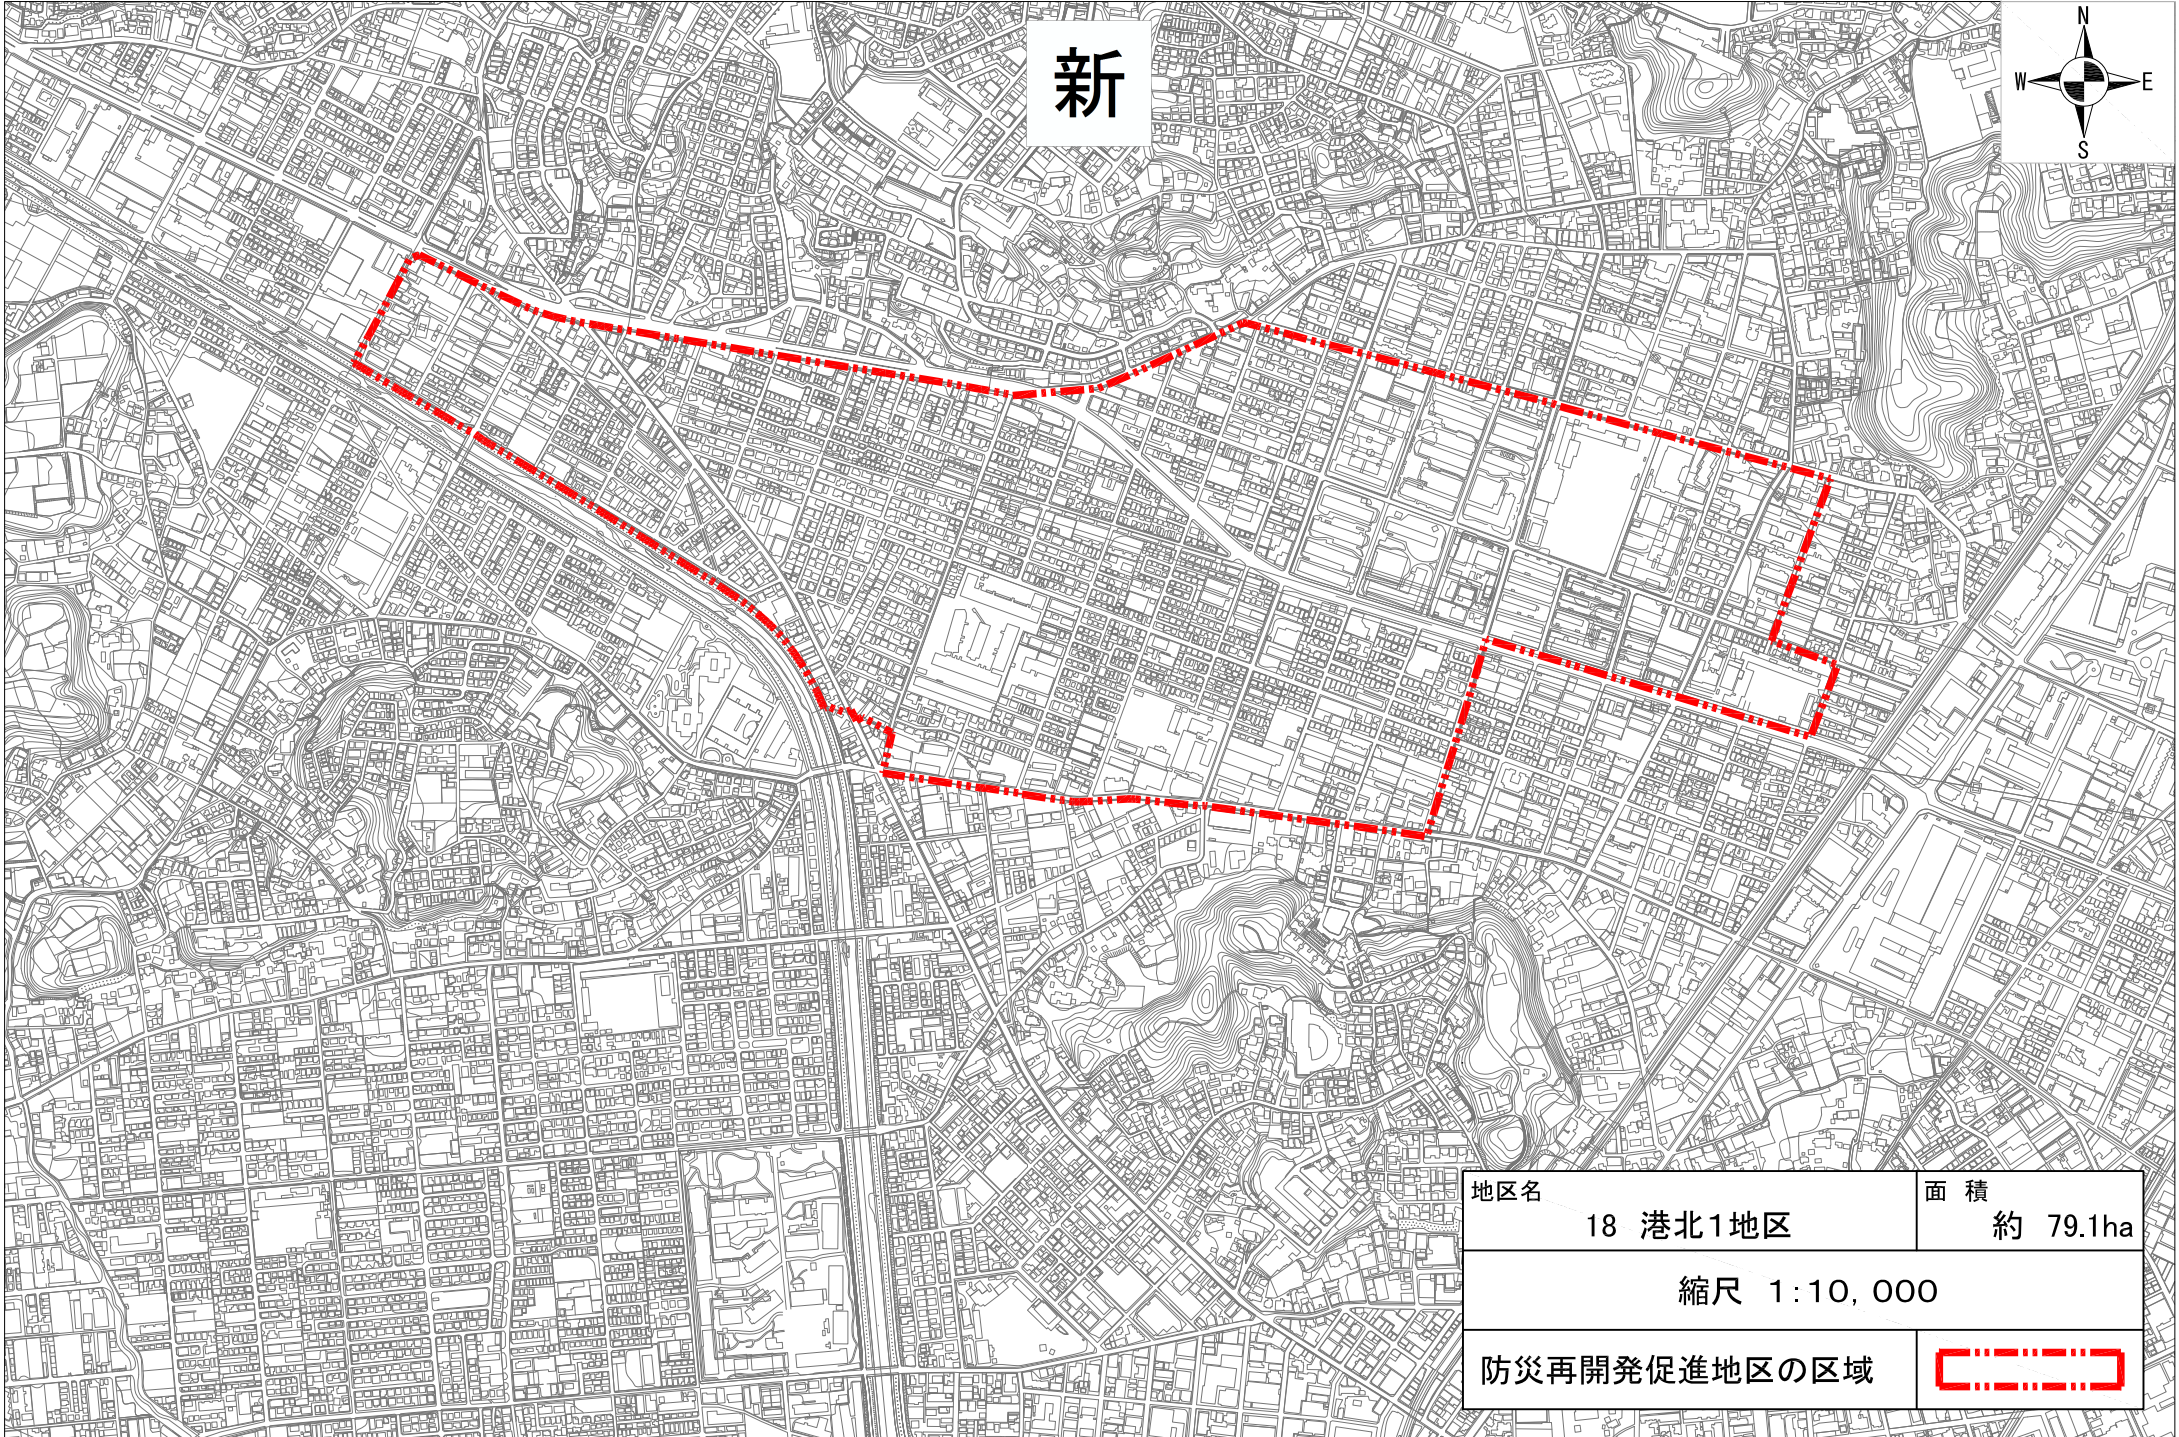 新
N
W E
S
地区名
18 港北1地区
面 積
約 79.1ha
縮尺 1:10,000
防災再開発促進地区の区域